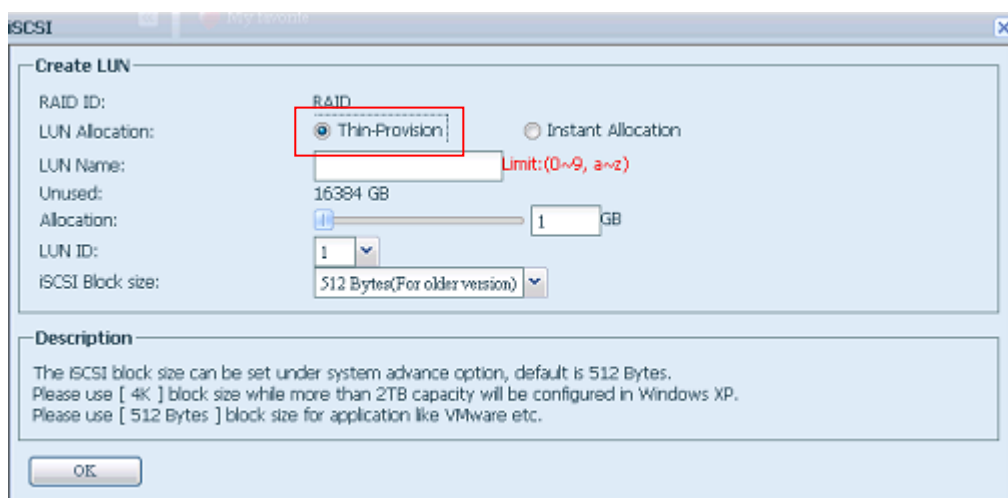 My favorite
iSCSI
Create LUN
RAID ID: RAID
LUN Allocation: Thin-Provision Instant Allocation
LUN Name: Limit:(0~9, a~z)
Unused: 16384 GB
Allocation: 1 GB
LUN ID: 1
iSCSI Block size: 512 Bytes(For older version)
Description
The iSCSI block size can be set under system advance option, default is 512 Bytes.
Please use [ 4K ] block size while more than 2TB capacity will be configured in Windows XP.
Please use [ 512 Bytes ] block size for application like VMware etc.
OK